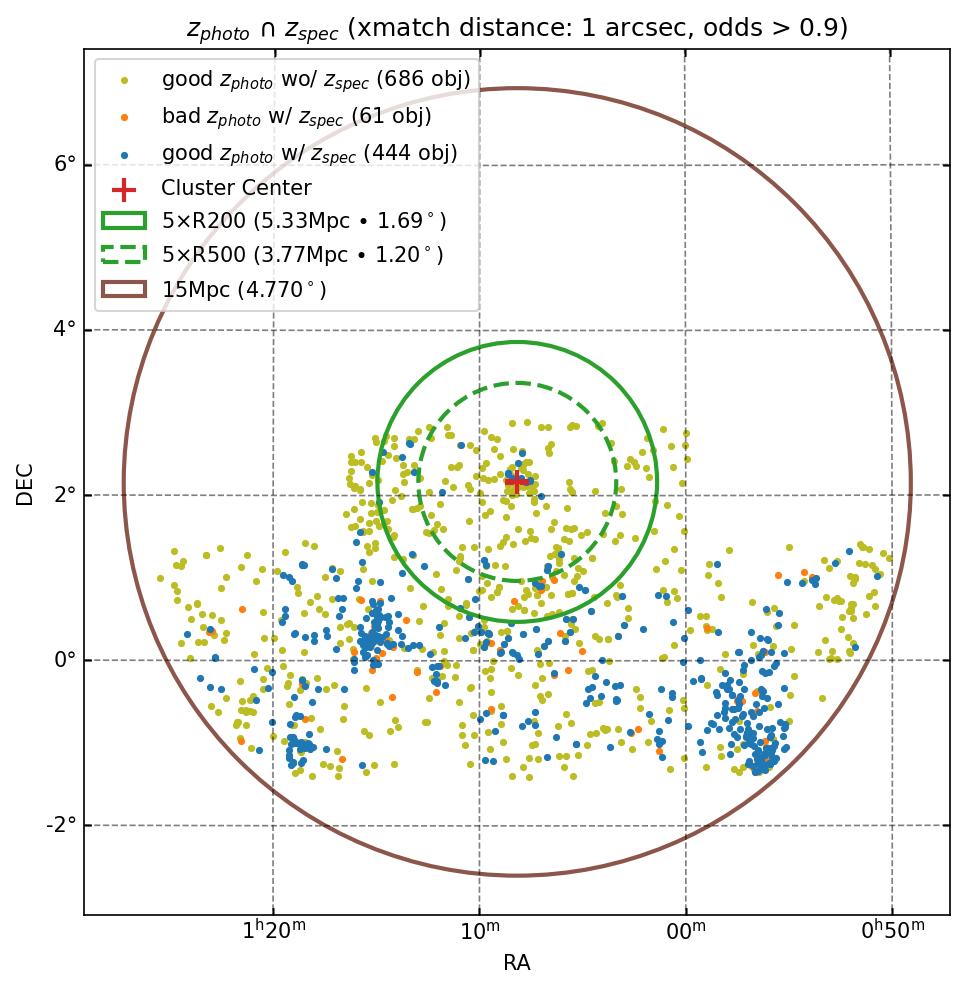 z_photo ∩ z_spec (xmatch distance: 1 arcsec, odds > 0.9)
good z_photo wo/ z_spec (686 obj)
bad z_photo w/ z_spec (61 obj)
good z_photo w/ z_spec (444 obj)
Cluster Center
5×R200 (5.33Mpc • 1.69°)
5×R500 (3.77Mpc • 1.20°)
15Mpc (4.770°)
6°
4°
2°
0°
-2°
DEC
1h20m 10m 00m 0h50m
RA